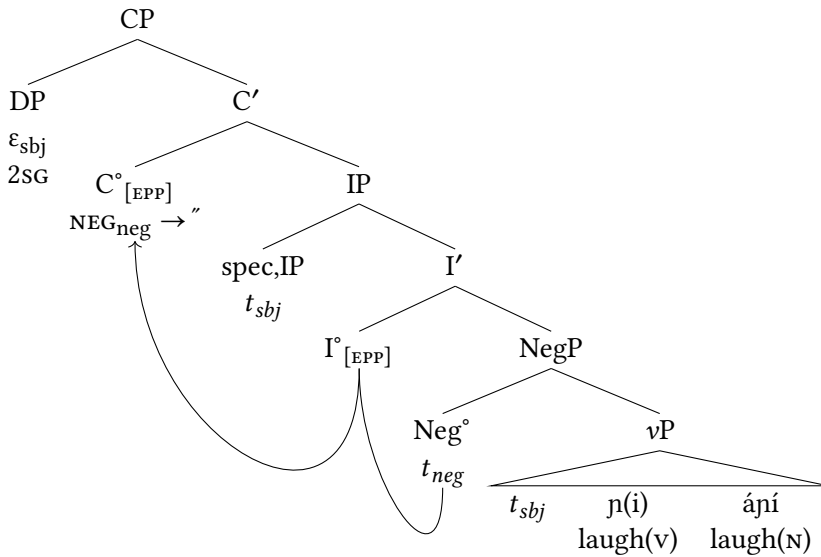 CP
DP C′
ɛsbj
2SG
C°[EPP] IP
NEGneg → ˝
spec,IP I′
tsbj
I°[EPP] NegP
Neg° vP
tneg
tsbj ɲ(i) áɲí
laugh(V) laugh(N)